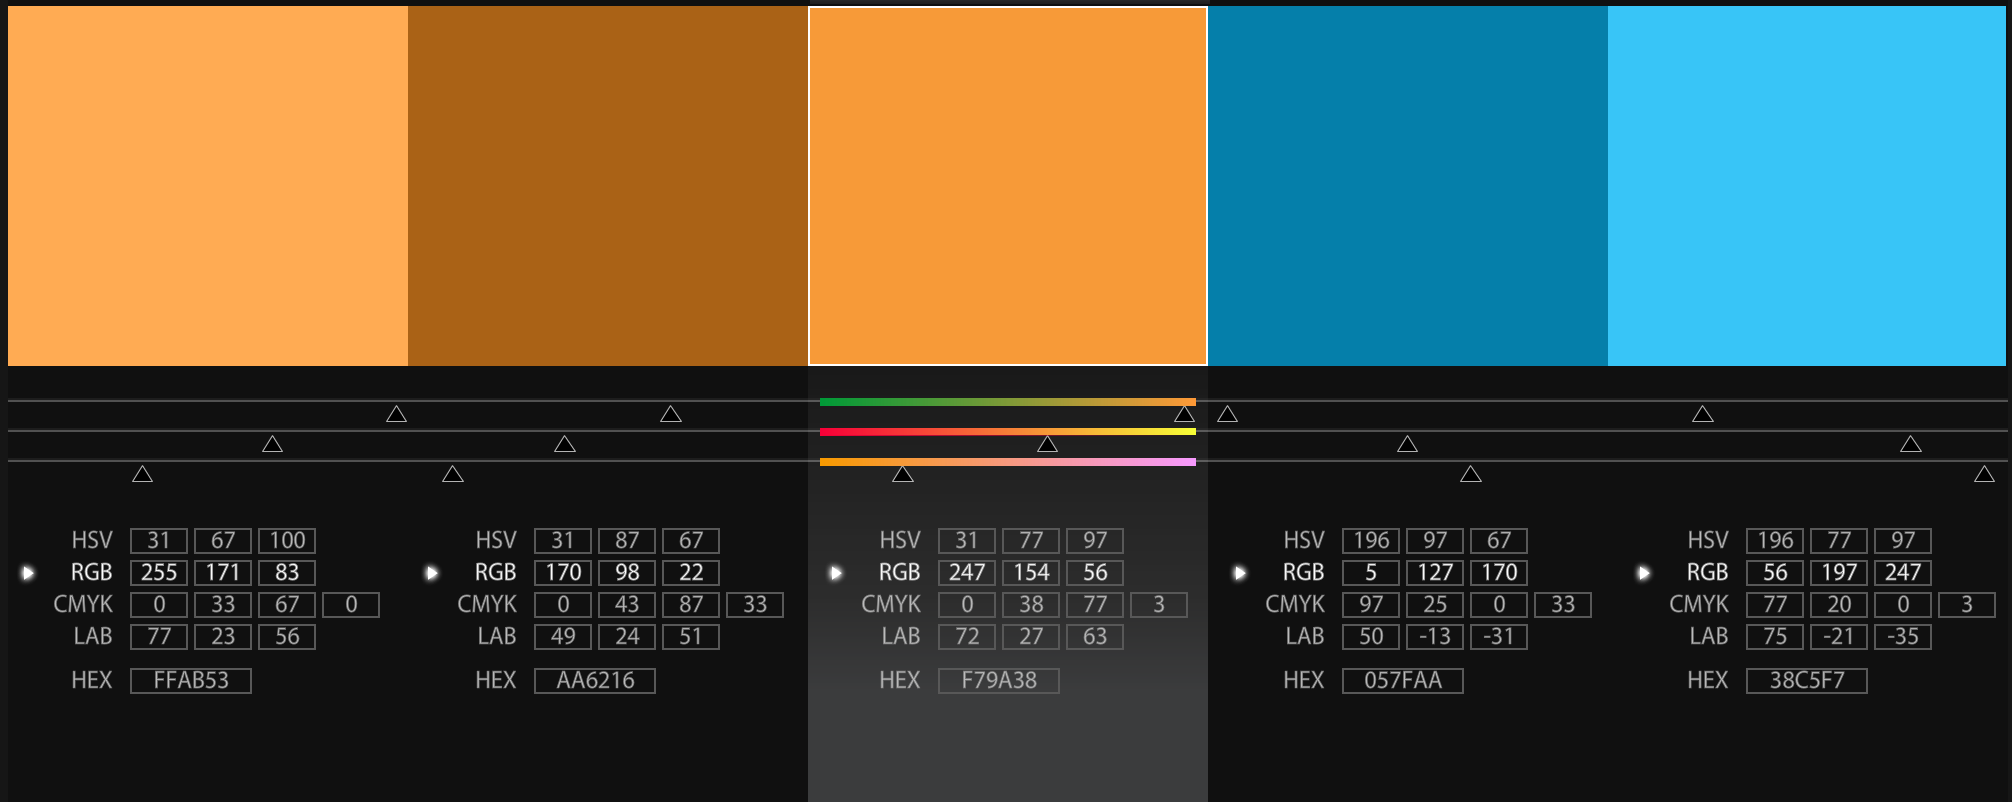 HSV 31 67 100
RGB 255 171 83
CMYK 0 33 67 0
LAB 77 23 56
HEX FFAB53
HSV 31 87 67
RGB 170 98 22
CMYK 0 43 87 33
LAB 49 24 51
HEX AA6216
HSV 31 77 97
RGB 247 154 56
CMYK 0 38 77 3
LAB 72 27 63
HEX F79A38
HSV 196 97 67
RGB 5 127 170
CMYK 97 25 0 33
LAB 50 -13 -31
HEX 057FAA
HSV 196 77 97
RGB 56 197 247
CMYK 77 20 0 3
LAB 75 -21 -35
HEX 38C5F7